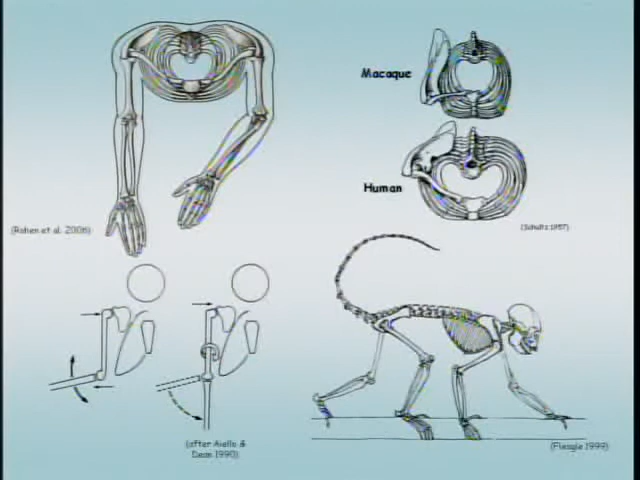 Macaque
Human
(Rohen et al. 2006)
(Schultz 1957)
(after Aiello &
Dean 1990)
(Fleagle 1999)